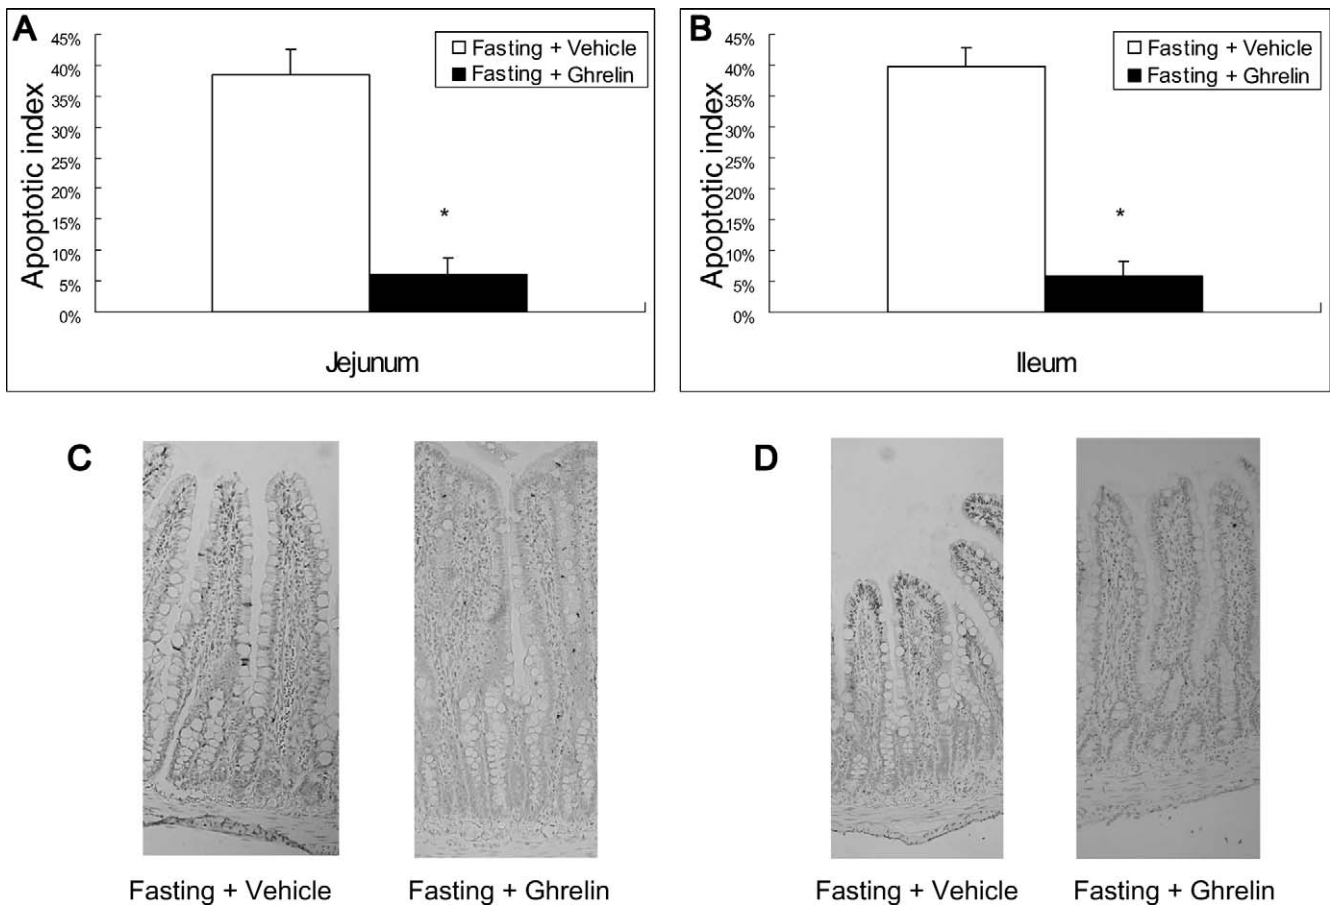 A
45%
40%
35%
30%
25%
20%
15%
10%
5%
0%
Apoptotic index
Fasting + Vehicle
Fasting + Ghrelin
*
Jejunum
B
45%
40%
35%
30%
25%
20%
15%
10%
5%
0%
Apoptotic index
Fasting + Vehicle
Fasting + Ghrelin
*
Ileum
C
Fasting + Vehicle
Fasting + Ghrelin
D
Fasting + Vehicle
Fasting + Ghrelin